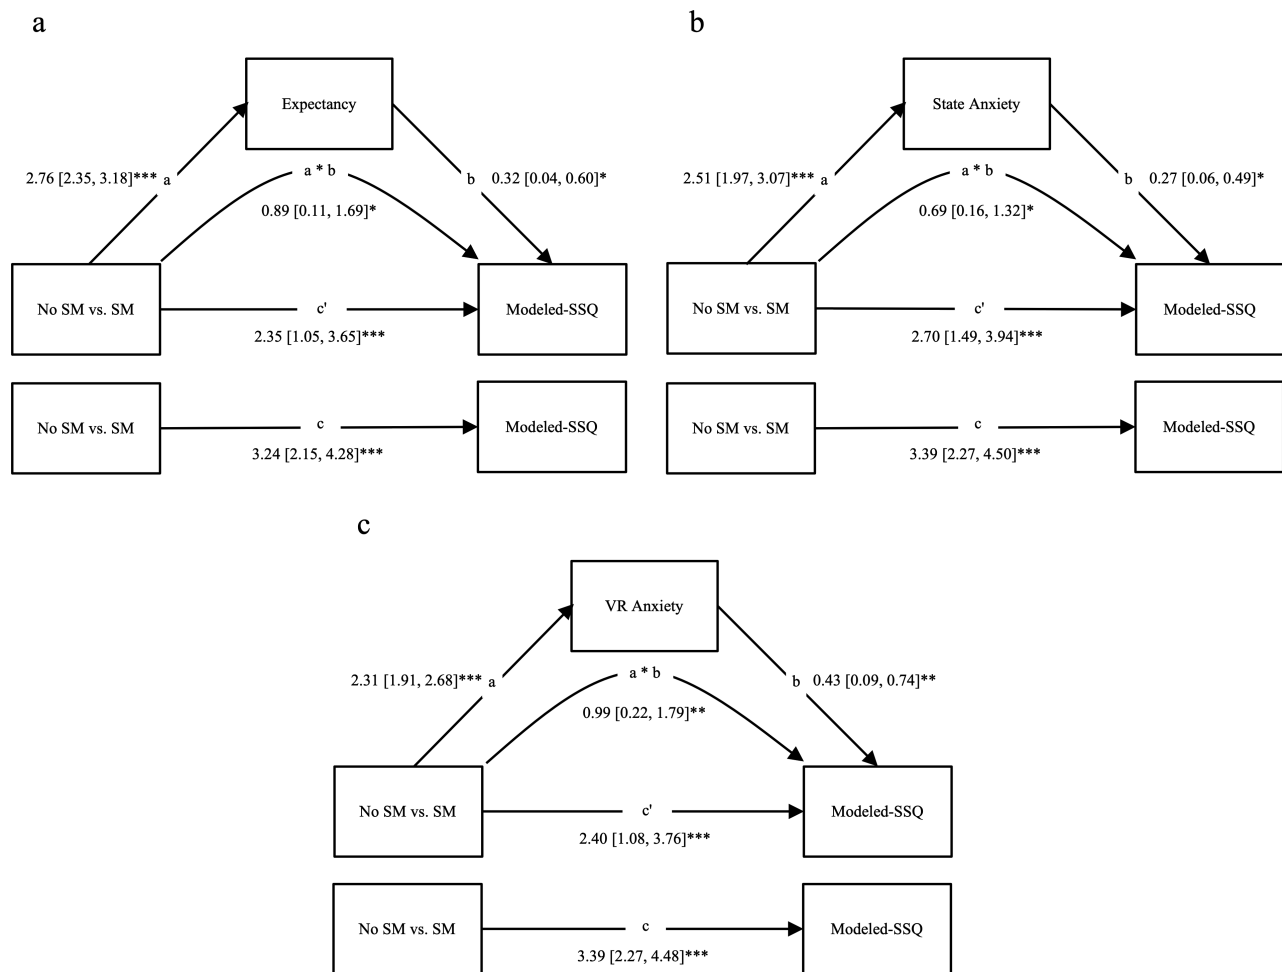 a
Expectancy
2.76 [2.35, 3.18]*** a
a * b
b 0.32 [0.04, 0.60]*
0.89 [0.11, 1.69]*
No SM vs. SM
c'
Modeled-SSQ
2.35 [1.05, 3.65]***
No SM vs. SM
c
Modeled-SSQ
3.24 [2.15, 4.28]***
b
State Anxiety
2.51 [1.97, 3.07]*** a
a * b
b 0.27 [0.06, 0.49]*
0.69 [0.16, 1.32]*
No SM vs. SM
c'
Modeled-SSQ
2.70 [1.49, 3.94]***
No SM vs. SM
c
Modeled-SSQ
3.39 [2.27, 4.50]***
c
VR Anxiety
2.31 [1.91, 2.68]*** a
a * b
b 0.43 [0.09, 0.74]**
0.99 [0.22, 1.79]**
No SM vs. SM
c'
Modeled-SSQ
2.40 [1.08, 3.76]***
No SM vs. SM
c
Modeled-SSQ
3.39 [2.27, 4.48]***